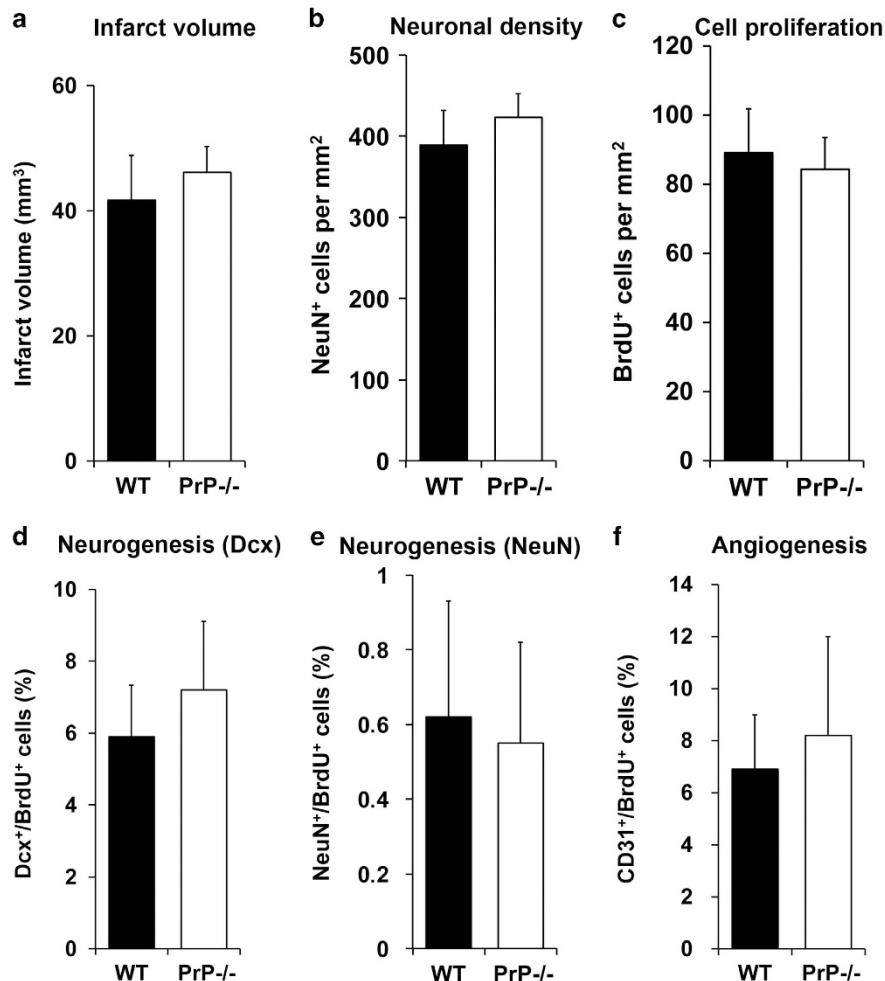 a Infarct volume
Infarct volume (mm³)
60
40
20
0
WT PrP-/-
b Neuronal density
NeuN⁺ cells per mm²
500
400
300
200
100
0
WT PrP-/-
c Cell proliferation
BrdU⁺ cells per mm²
120
100
80
60
40
20
0
WT PrP-/-
d Neurogenesis (Dcx)
Dcx⁺/BrdU⁺ cells (%)
10
8
6
4
2
0
WT PrP-/-
e Neurogenesis (NeuN)
NeuN⁺/BrdU⁺ cells (%)
1
0.8
0.6
0.4
0.2
0
WT PrP-/-
f Angiogenesis
CD31⁺/BrdU⁺ cells (%)
14
12
10
8
6
4
2
0
WT PrP-/-